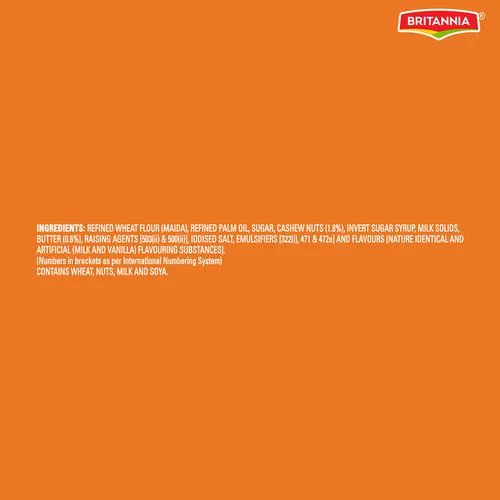 BRITANNIA®
INGREDIENTS: REFINED WHEAT FLOUR (MAIDA), REFINED PALM OIL, SUGAR, CASHEW NUTS (1.8%), INVERT SUGAR SYRUP, MILK SOLIDS,
BUTTER (0.6%), RAISING AGENTS [503(ii) & 500(ii)], IODISED SALT, EMULSIFIERS [322(i), 471 & 472e] AND FLAVOURS (NATURE IDENTICAL AND
ARTIFICIAL (MILK AND VANILLA) FLAVOURING SUBSTANCES).
(Numbers in brackets as per International Numbering System)
CONTAINS WHEAT, NUTS, MILK AND SOYA.